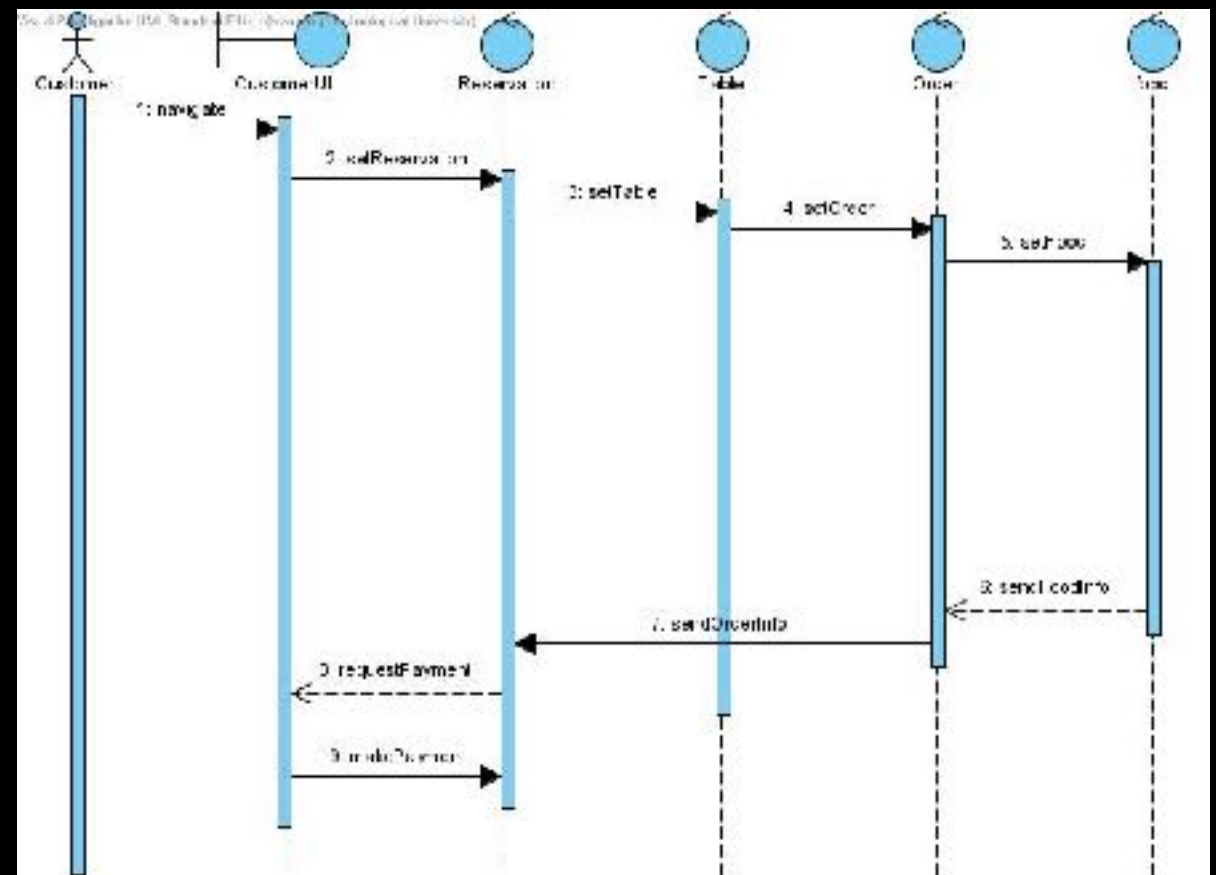 Customer
CustomerUI
Reservation
Table
Order
1: navigate
2: setReservation
3: setTable
4: setOrder
5: setFood
6: sendFoodInfo
7: sendOrderInfo
requestPayment
9: makePayment